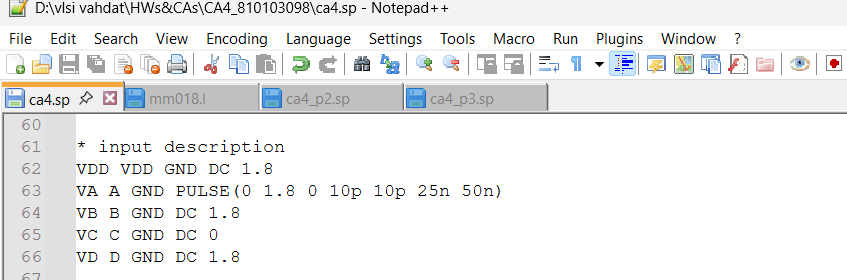 D:\vlsi vahdat\HWs&CAs\CA4_810103098\ca4.sp - Notepad++
File Edit Search View Encoding Language Settings Tools Macro Run Plugins Window ?
ca4.sp mm018.l ca4_p2.sp ca4_p3.sp
60
61 * input description
62 VDD VDD GND DC 1.8
63 VA A GND PULSE(0 1.8 0 10p 10p 25n 50n)
64 VB B GND DC 1.8
65 VC C GND DC 0
66 VD D GND DC 1.8
67